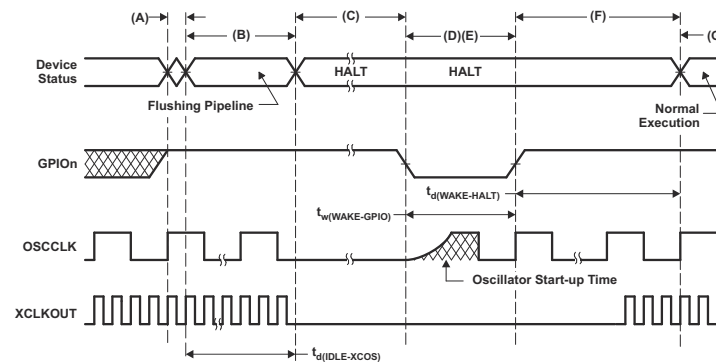 (A)
(B)
(C)
(D)(E)
(F)
Device
Status
HALT
HALT
Flushing Pipeline
Normal
Execution
GPIOn
td(WAKE-HALT)
tw(WAKE-GPIO)
OSCCLK
Oscillator Start-up Time
XCLKOUT
td(IDLE-XCOS)